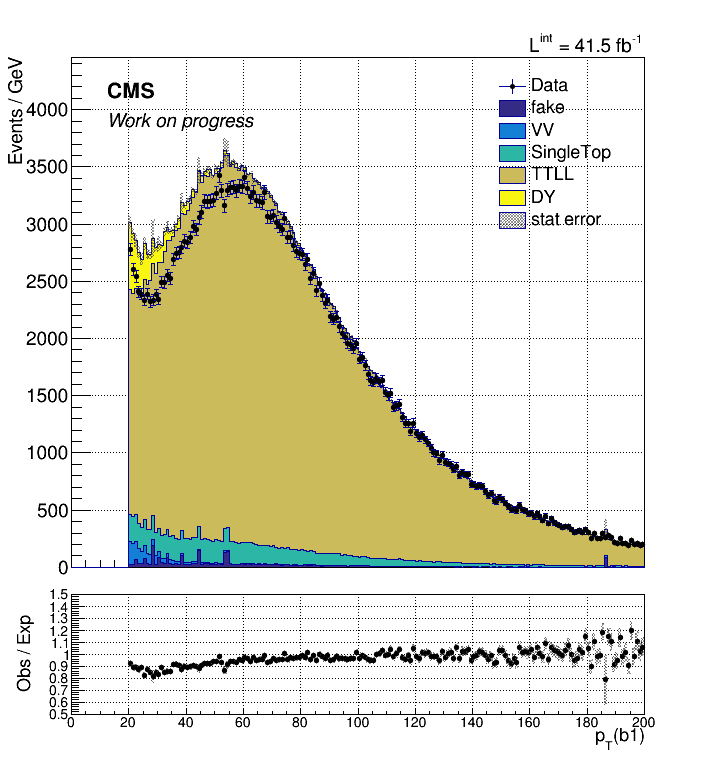 L^int = 41.5 fb^-1
Events / GeV
CMS
Work on progress
Data
fake
VV
SingleTop
TTLL
DY
stat error
4000
3500
3000
2500
2000
1500
1000
500
0
Obs / Exp
1.5
1.4
1.3
1.2
1.1
1
0.9
0.8
0.7
0.6
0.5
0 20 40 60 80 100 120 140 160 180 200
p_T(b1)